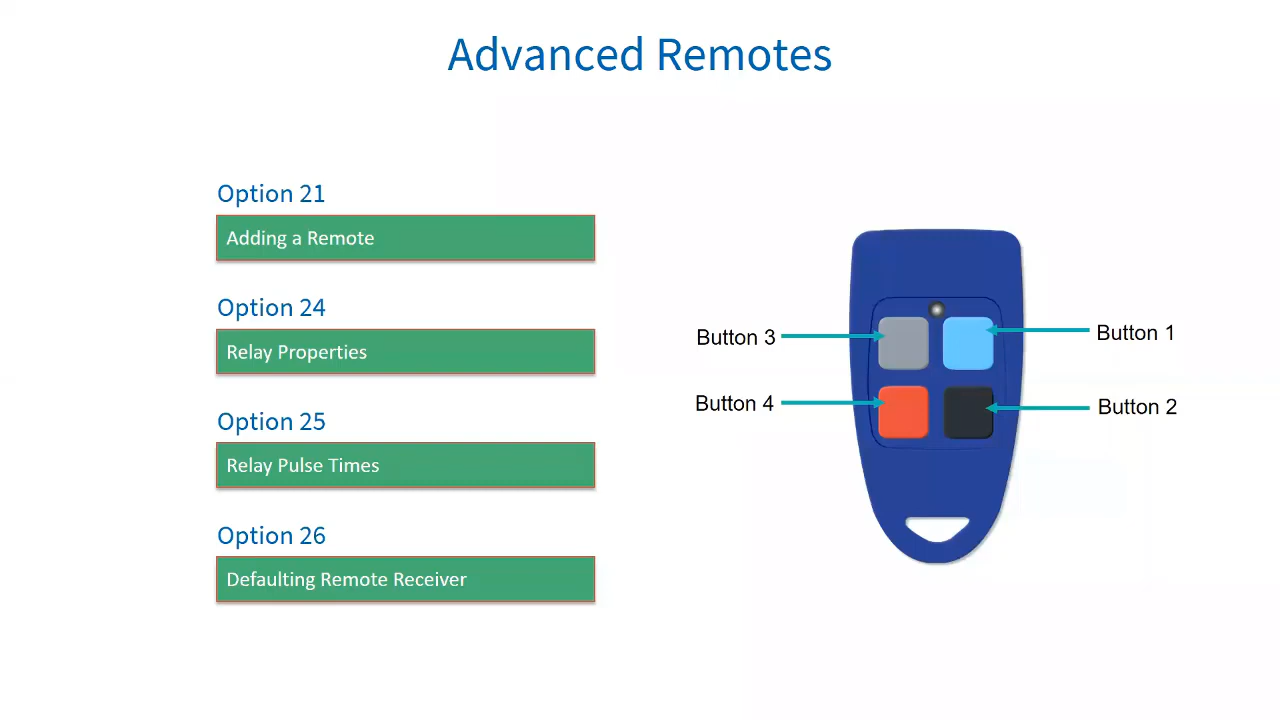 Advanced Remotes
Option 21
Adding a Remote
Option 24
Relay Properties
Option 25
Relay Pulse Times
Option 26
Defaulting Remote Receiver
Button 3
Button 1
Button 4
Button 2